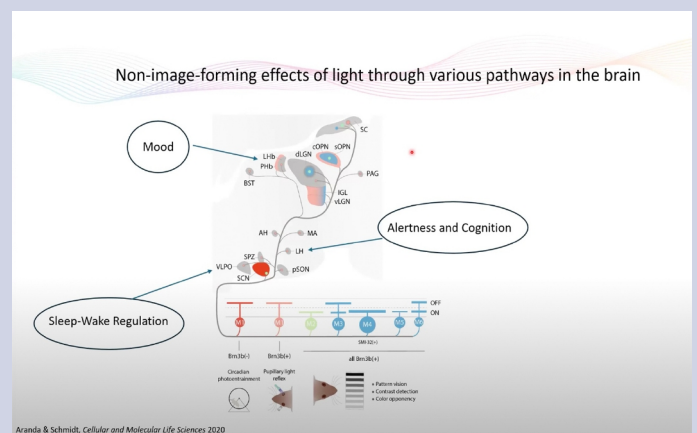 Non-image-forming effects of light through various pathways in the brain
Mood
SC
cOPN sOPN
dLGN
LHb
PHb
BST
PAG
IGL
vLGN
Alertness and Cognition
AH
MA
LH
SPZ
VLPO
SCN
pSON
Sleep-Wake Regulation
OFF
ON
M1
M3
M4
M5
SMI-32(+)
Brn3b(-)
Brn3b(+)
all Brn3b(+)
Circadian
photoentrainment
Pupillary light
reflex
+ Pattern vision
+ Contrast detection
+ Color opponency
Aranda & Schmidt, Cellular and Molecular Life Sciences 2020